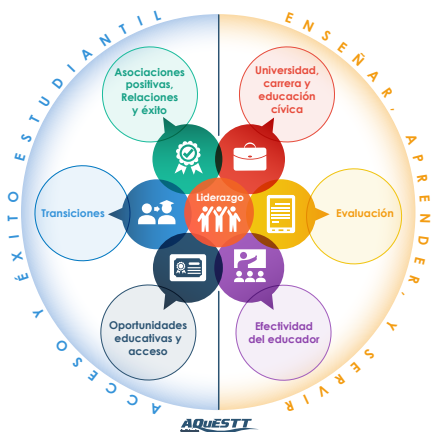 ACCESO Y ÉXITO ESTUDIANTIL
ENSEÑAR, APRENDER, Y SERVIR
Asociaciones
positivas,
Relaciones
y éxito
Universidad,
carrera y
educación
cívica
Transiciones
Liderazgo
Evaluación
Oportunidades
educativas y
acceso
Efectividad
del educador
AQuESTT